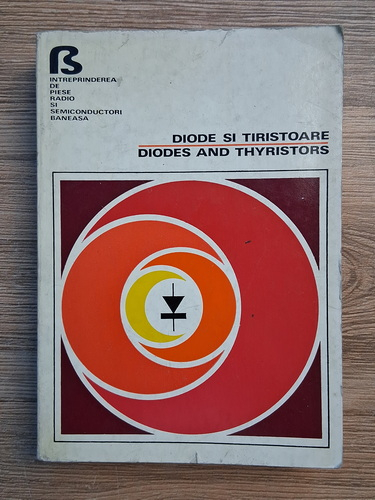 INTREPRINDEREA
DE
PIESE
RADIO
SI
SEMICONDUCTORI
BANEASA
DIODE SI TIRISTOARE
DIODES AND THYRISTORS